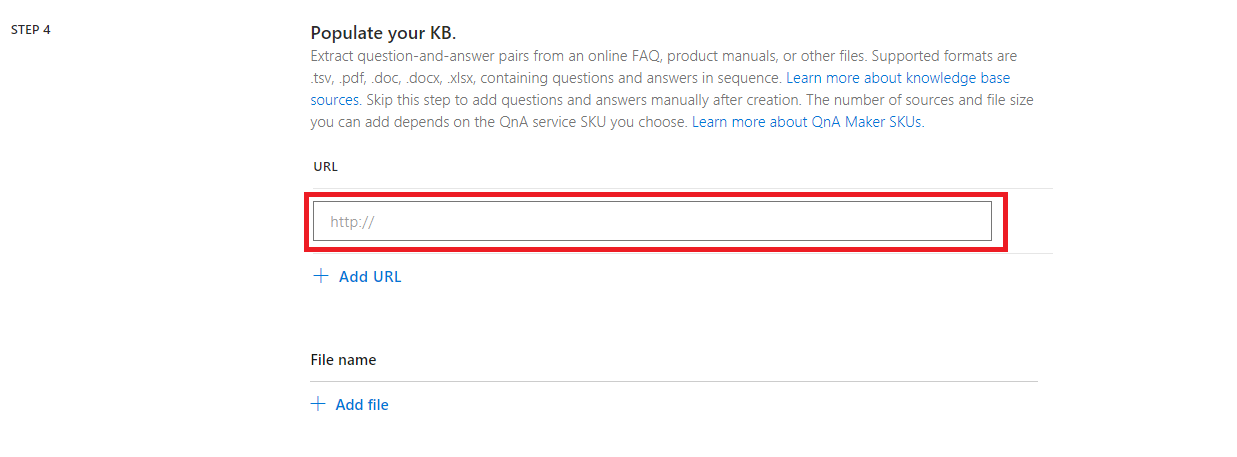 STEP 4
Populate your KB.
Extract question-and-answer pairs from an online FAQ, product manuals, or other files. Supported formats are
.tsv, .pdf, .doc, .docx, .xlsx, containing questions and answers in sequence. Learn more about knowledge base
sources. Skip this step to add questions and answers manually after creation. The number of sources and file size
you can add depends on the QnA service SKU you choose. Learn more about QnA Maker SKUs.
URL
http://
+ Add URL
File name
+ Add file